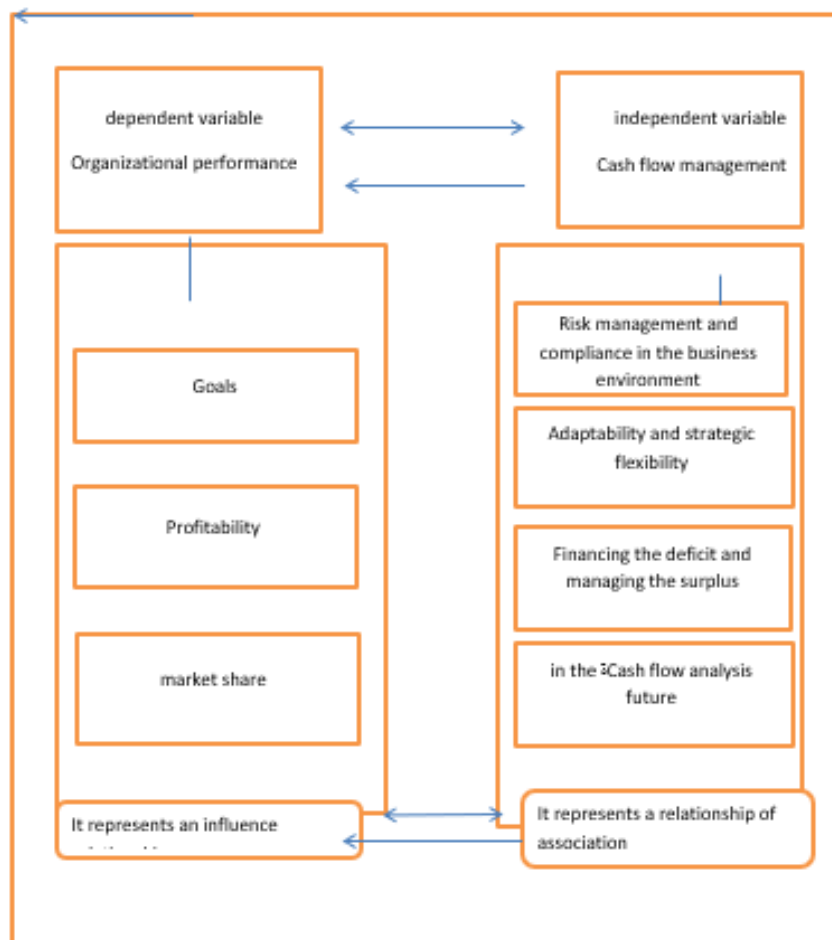 dependent variable
Organizational performance
independent variable
Cash flow management
Goals
Profitability
market share
Risk management and
compliance in the business
environment
Adaptability and strategic
flexibility
Financing the deficit and
managing the surplus
in the Cash flow analysis
future
It represents an influence
It represents a relationship of
association